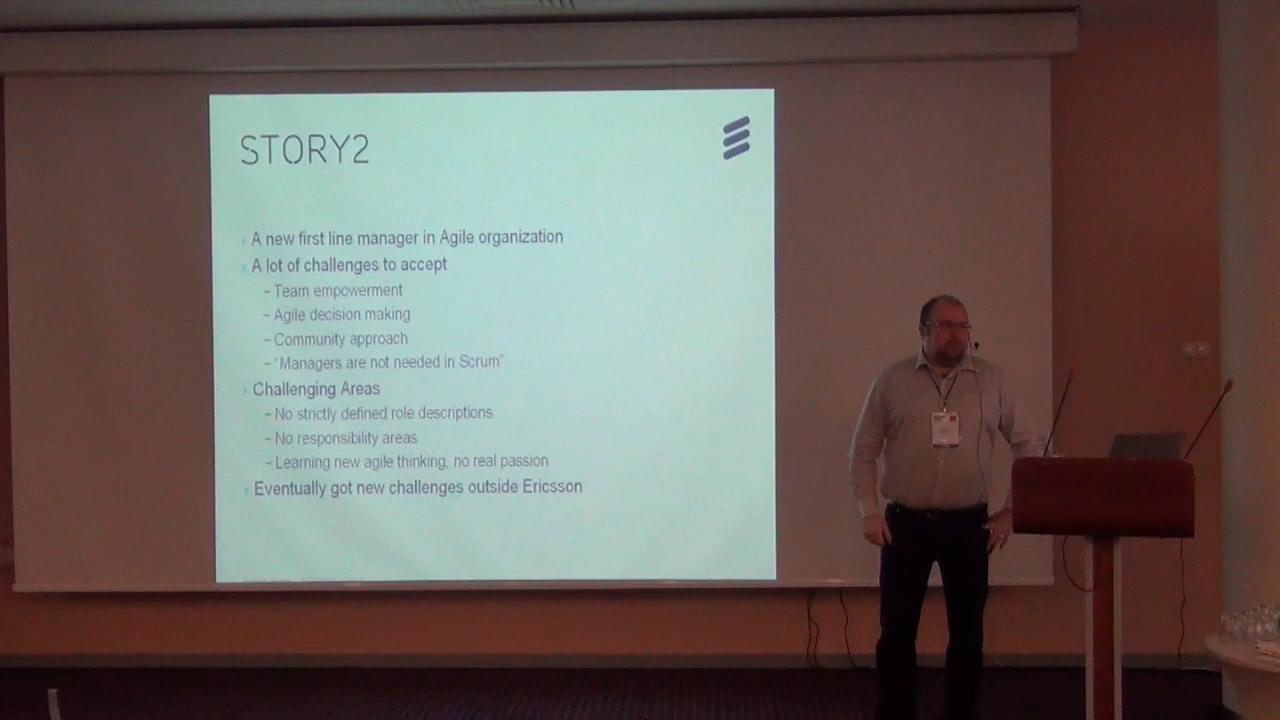 STORY2
› A new first line manager in Agile organization
› A lot of challenges to accept
– Team empowerment
– Agile decision making
– Community approach
– “Managers are not needed in Scrum”
› Challenging Areas
– No strictly defined role descriptions
– No responsibility areas
– Learning new agile thinking, no real passion
› Eventually got new challenges outside Ericsson